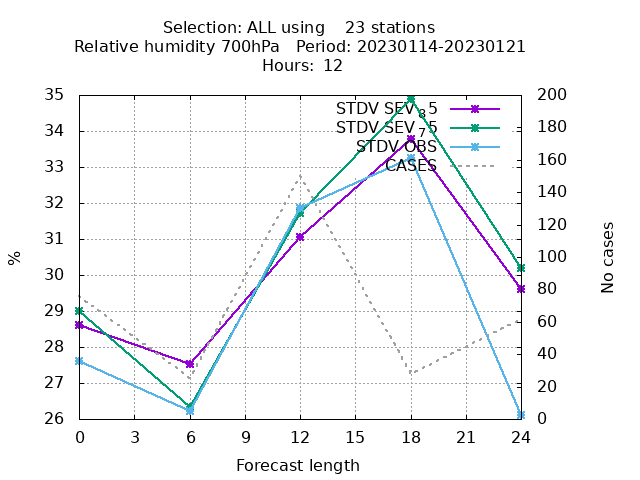 Selection: ALL using    23 stations
Relative humidity 700hPa   Period: 20230114-20230121
Hours:  12
STDV SEV_85
STDV SEV_75
STDV OBS
CASES
35
34
33
32
31
30
29
28
27
26
%
200
180
160
140
120
100
80
60
40
20
0
No cases
0 3 6 9 12 15 18 21 24
Forecast length